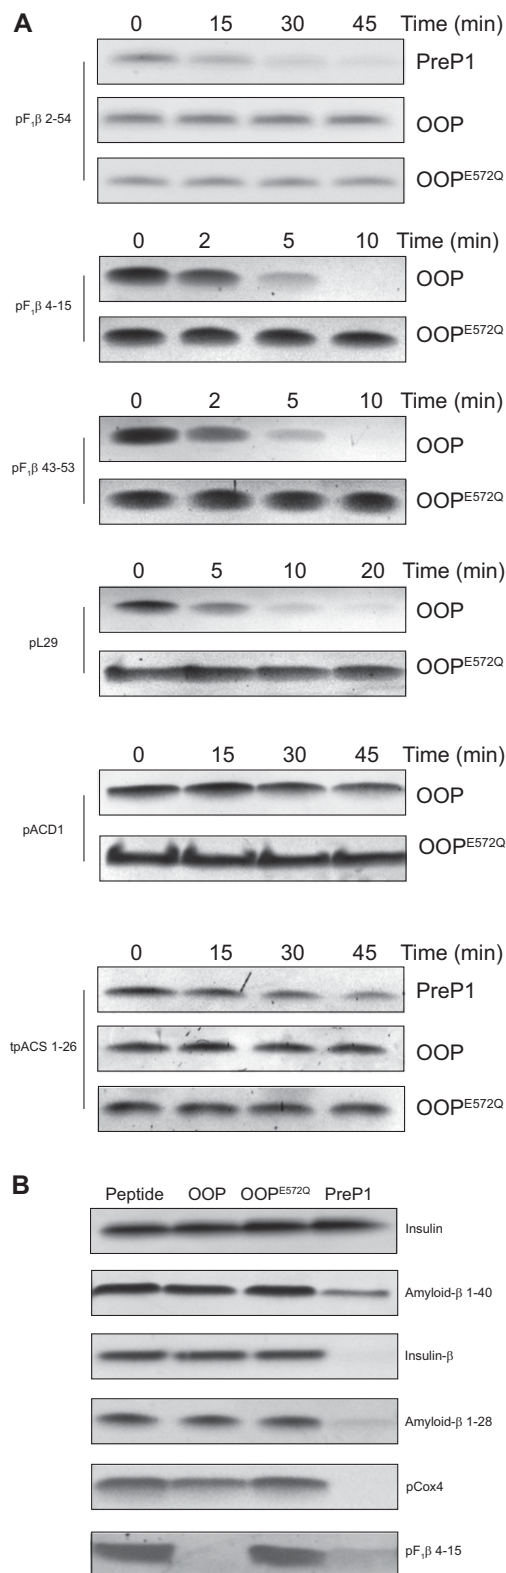 A
0 15 30 45 Time (min)
PreP1
pF₁β 2-54
OOP
OOPᴱ⁵⁷²Q
0 2 5 10 Time (min)
OOP
pF₁β 4-15
OOPᴱ⁵⁷²Q
0 2 5 10 Time (min)
OOP
pF₁β 43-53
OOPᴱ⁵⁷²Q
0 5 10 20 Time (min)
OOP
pL29
OOPᴱ⁵⁷²Q
0 15 30 45 Time (min)
OOP
pACD1
OOPᴱ⁵⁷²Q
0 15 30 45 Time (min)
PreP1
tpACS 1-26
OOP
OOPᴱ⁵⁷²Q
B
Peptide OOP OOPᴱ⁵⁷²Q PreP1
Insulin
Amyloid-β 1-40
Insulin-β
Amyloid-β 1-28
pCox4
pF₁β 4-15